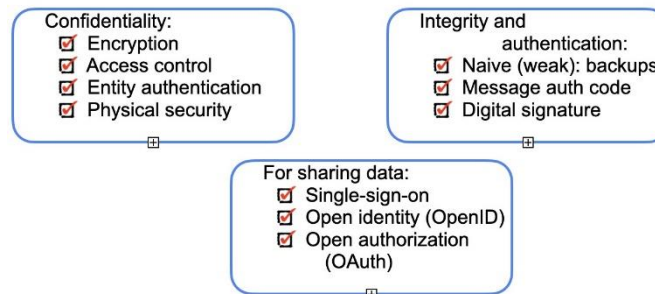 Confidentiality:
Encryption
Access control
Entity authentication
Physical security
Integrity and
authentication:
Naive (weak): backups
Message auth code
Digital signature
For sharing data:
Single-sign-on
Open identity (OpenID)
Open authorization
(OAuth)